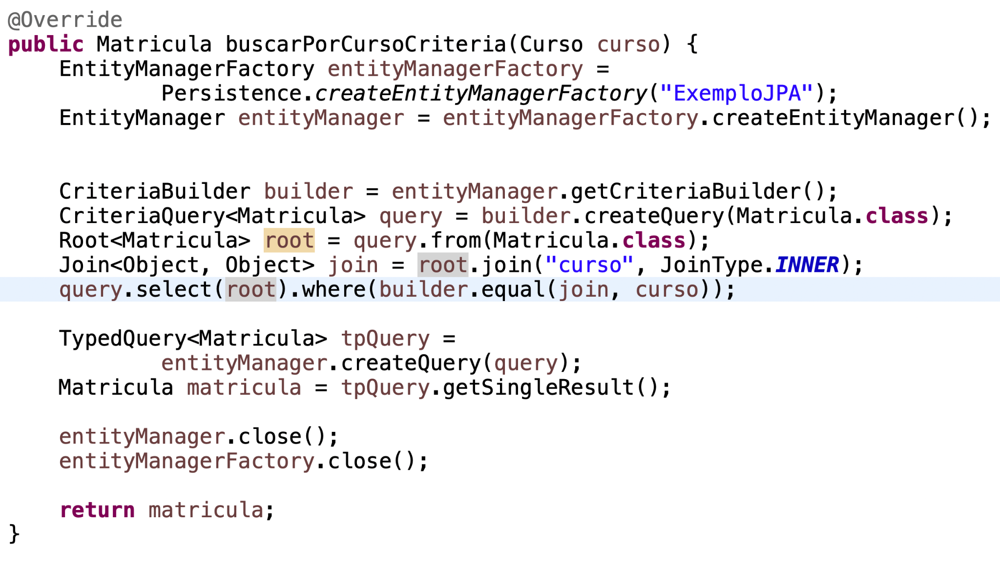 @Override
public Matricula buscarPorCursoCriteria(Curso curso) {
EntityManagerFactory entityManagerFactory =
Persistence.createEntityManagerFactory("ExemploJPA");
EntityManager entityManager = entityManagerFactory.createEntityManager();
CriteriaBuilder builder = entityManager.getCriteriaBuilder();
CriteriaQuery<Matricula> query = builder.createQuery(Matricula.class);
Root<Matricula> root = query.from(Matricula.class);
Join<Object, Object> join = root.join("curso", JoinType.INNER);
query.select(root).where(builder.equal(join, curso));
TypedQuery<Matricula> tpQuery =
entityManager.createQuery(query);
Matricula matricula = tpQuery.getSingleResult();
entityManager.close();
entityManagerFactory.close();
return matricula;
}